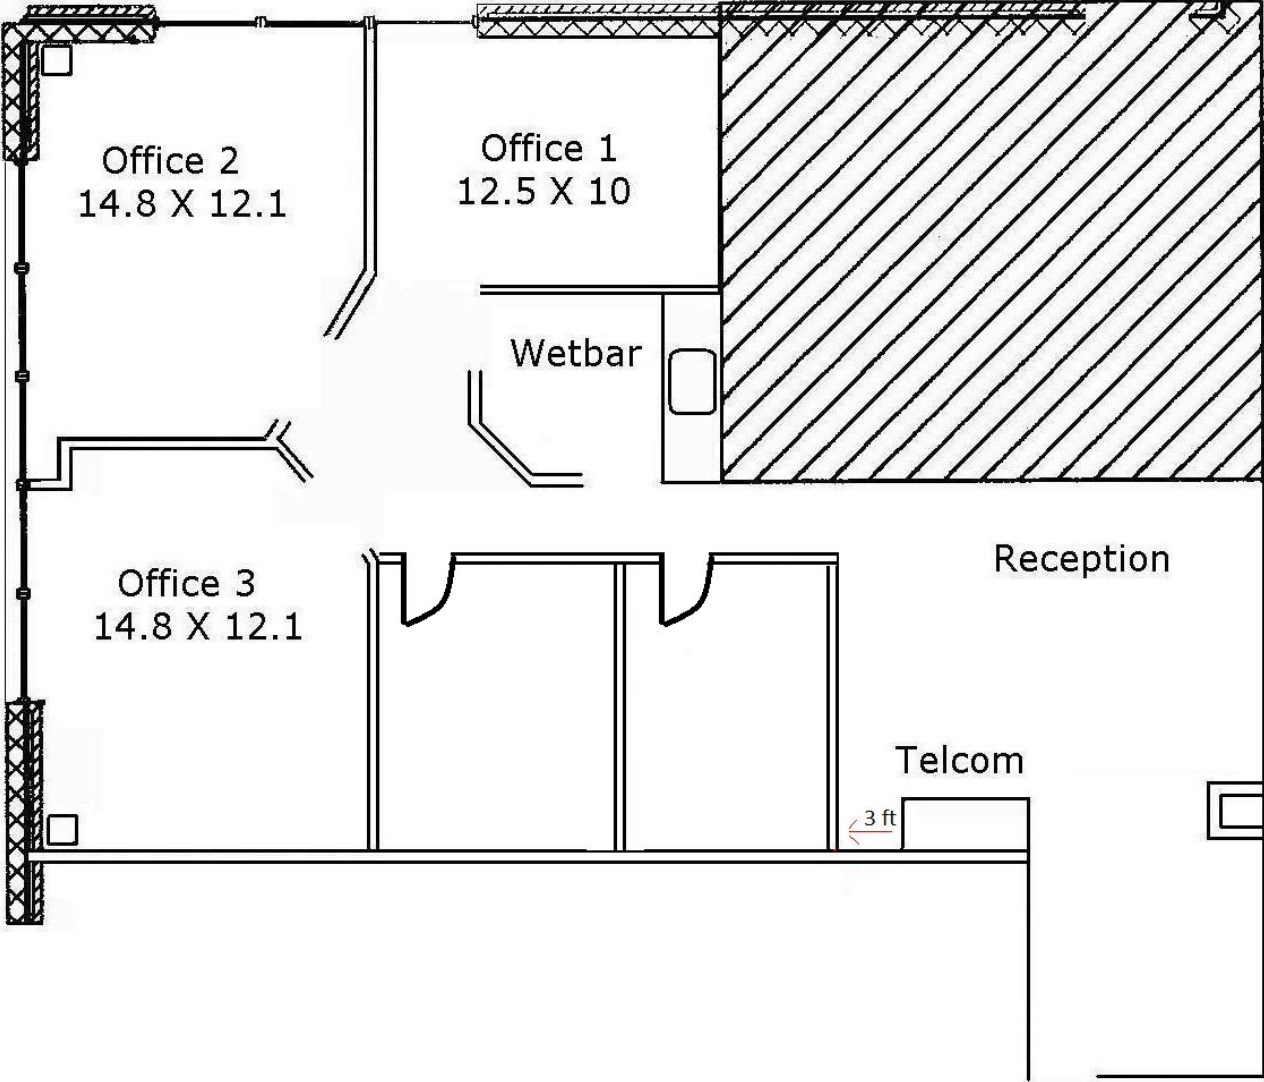 Office 2
14.8 X 12.1
Office 1
12.5 X 10
Wetbar
Office 3
14.8 X 12.1
Reception
Telcom
3 ft